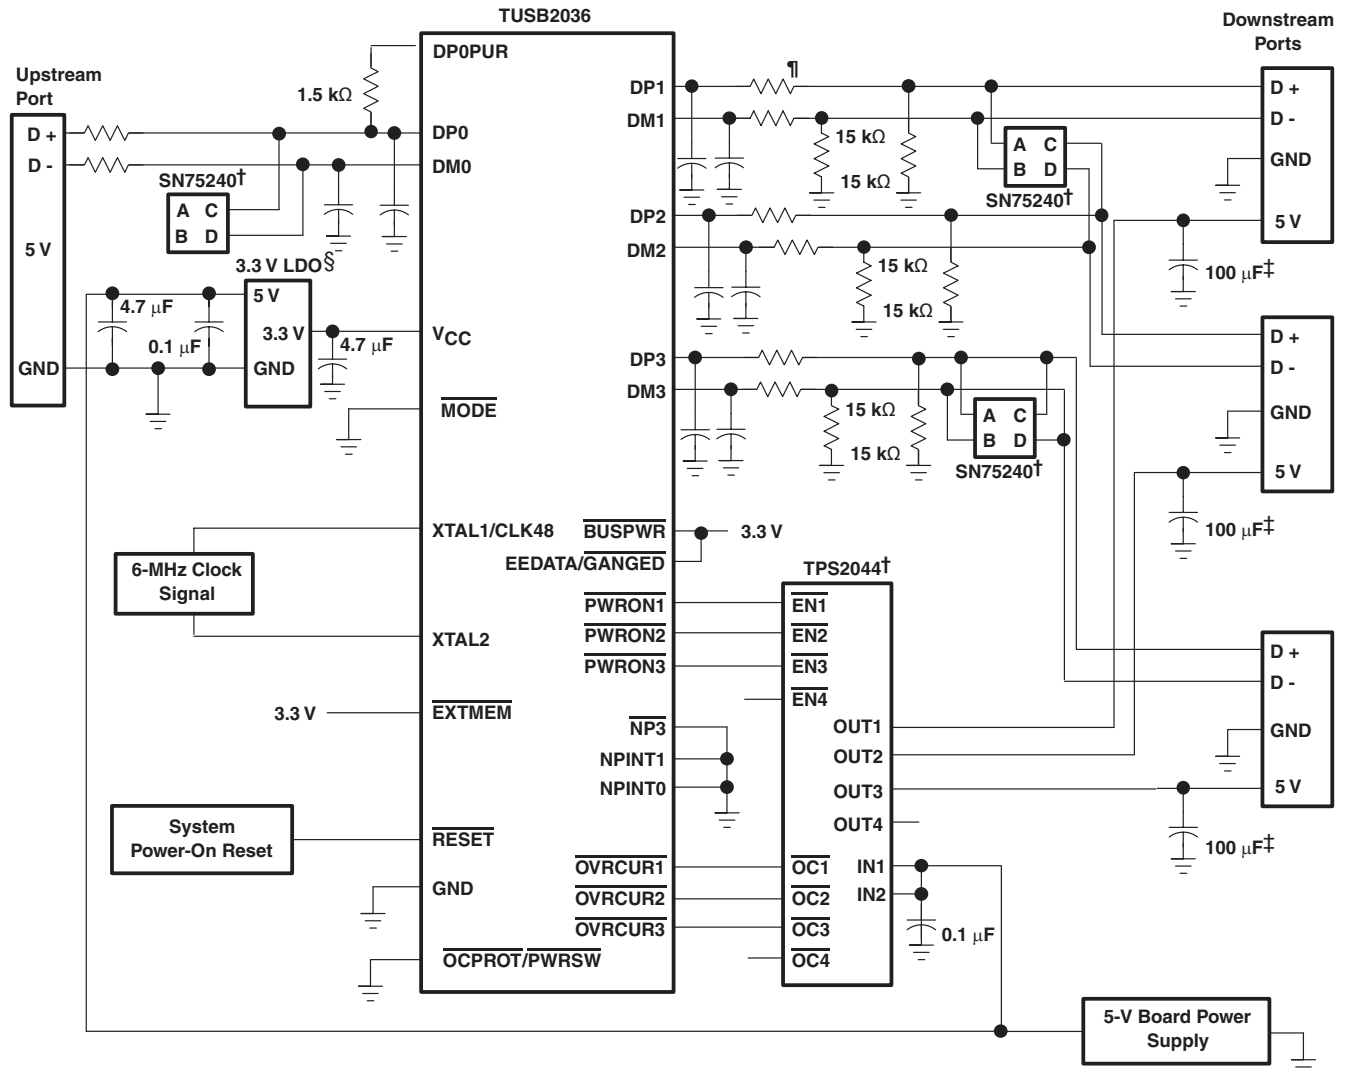 TUSB2036
Upstream
Port
D +
D -
5 V
GND
1.5 kΩ
SN75240†
A C
B D
3.3 V LDO§
5 V
3.3 V
GND
4.7 μF
0.1 μF
4.7 μF
6-MHz Clock
Signal
3.3 V
System
Power-On Reset
DP0PUR
DP0
DM0
VCC
MODE
XTAL1/CLK48
XTAL2
EXTMEM
RESET
GND
OCPROT/PWRSW
DP1
DM1
DP2
DM2
DP3
DM3
BUSPWR
EEDATA/GANGED
PWRON1
PWRON2
PWRON3
NP3
NPINT1
NPINT0
OVRCUR1
OVRCUR2
OVRCUR3
¶
15 kΩ
15 kΩ
A C
B D
SN75240†
15 kΩ
15 kΩ
15 kΩ
15 kΩ
A C
B D
SN75240†
3.3 V
TPS2044†
EN1
EN2
EN3
EN4
OUT1
OUT2
OUT3
OUT4
OC1
OC2
OC3
OC4
IN1
IN2
0.1 μF
Downstream
Ports
D +
D -
GND
5 V
100 μF‡
D +
D -
GND
5 V
100 μF‡
D +
D -
GND
5 V
100 μF‡
5-V Board Power
Supply